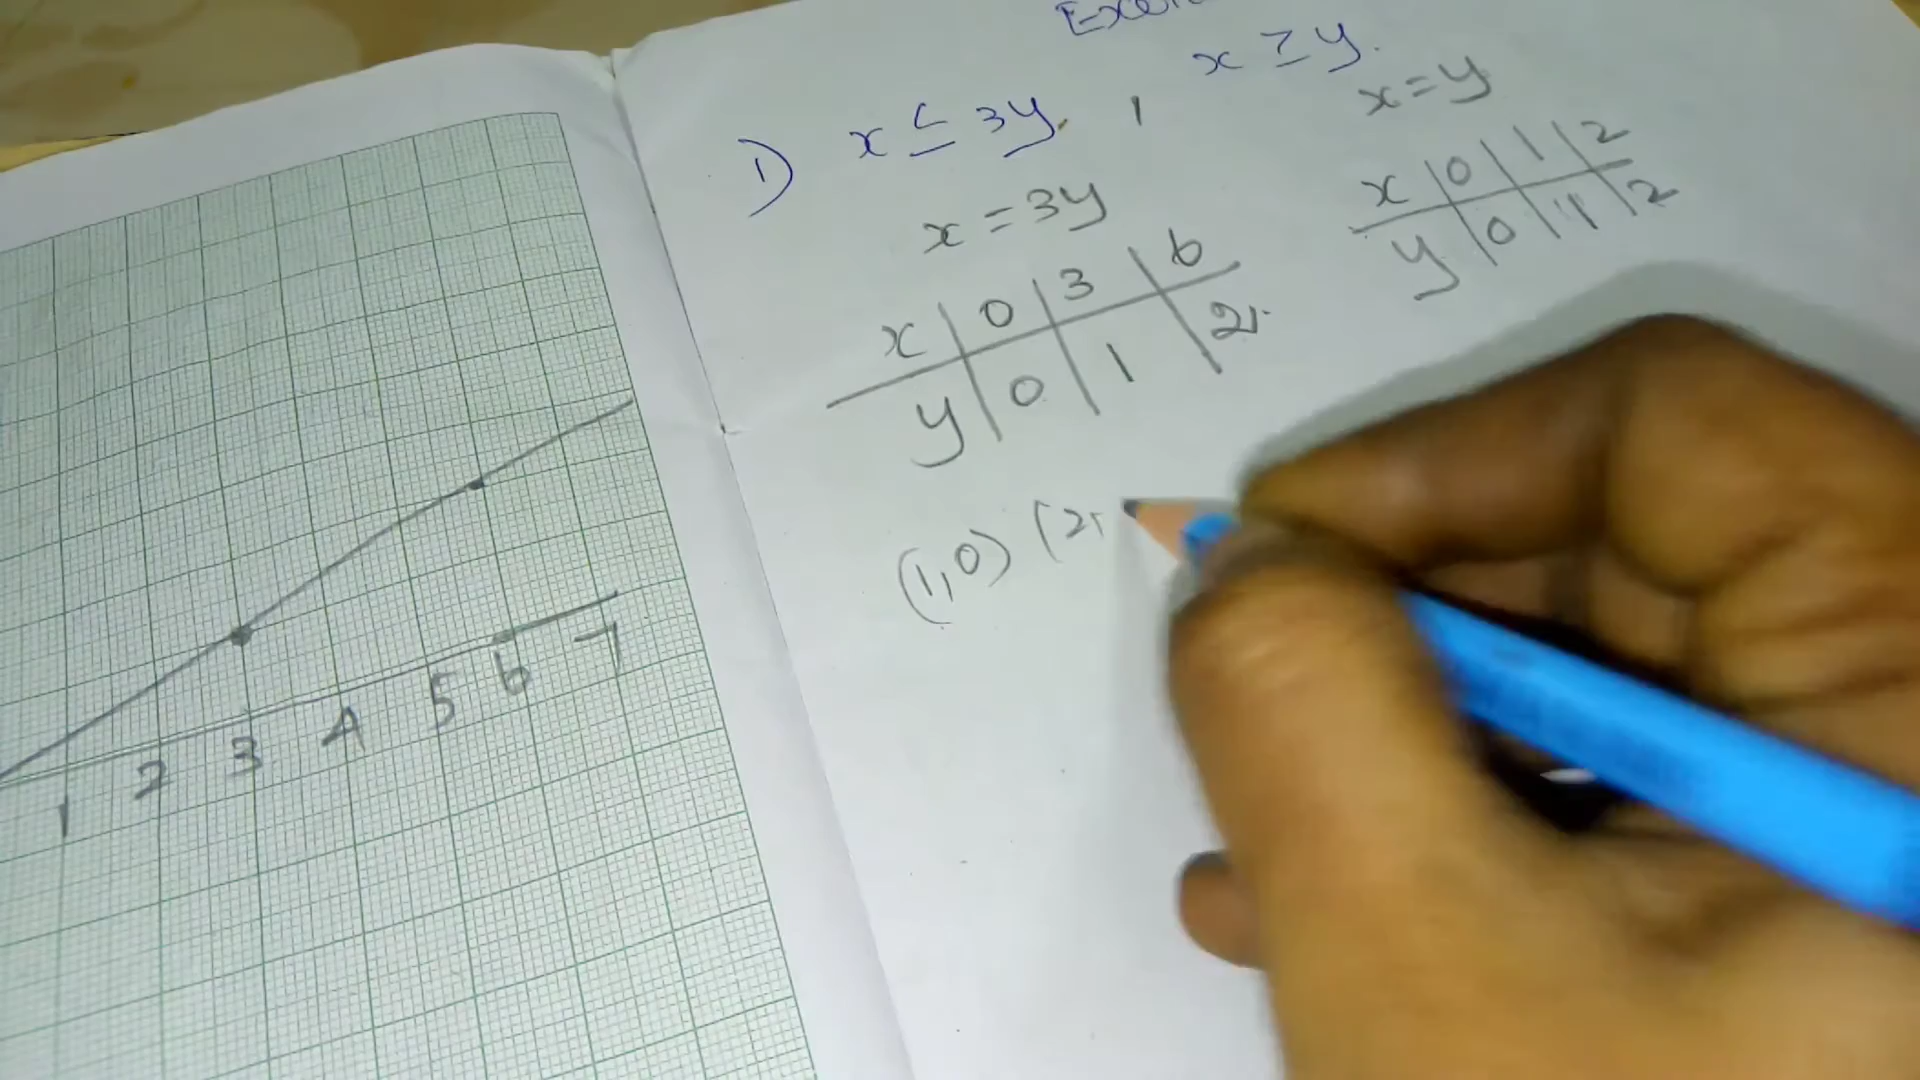 x ≥ y.
1) x ≤ 3y,
x = y
x = 3y
x | 0 | 1 | 2
y | 0 | 1 | 2
x | 0 | 3 | 6
y | 0 | 1 | 2
(1,0) (2,
1 2 3 4 5 6 7